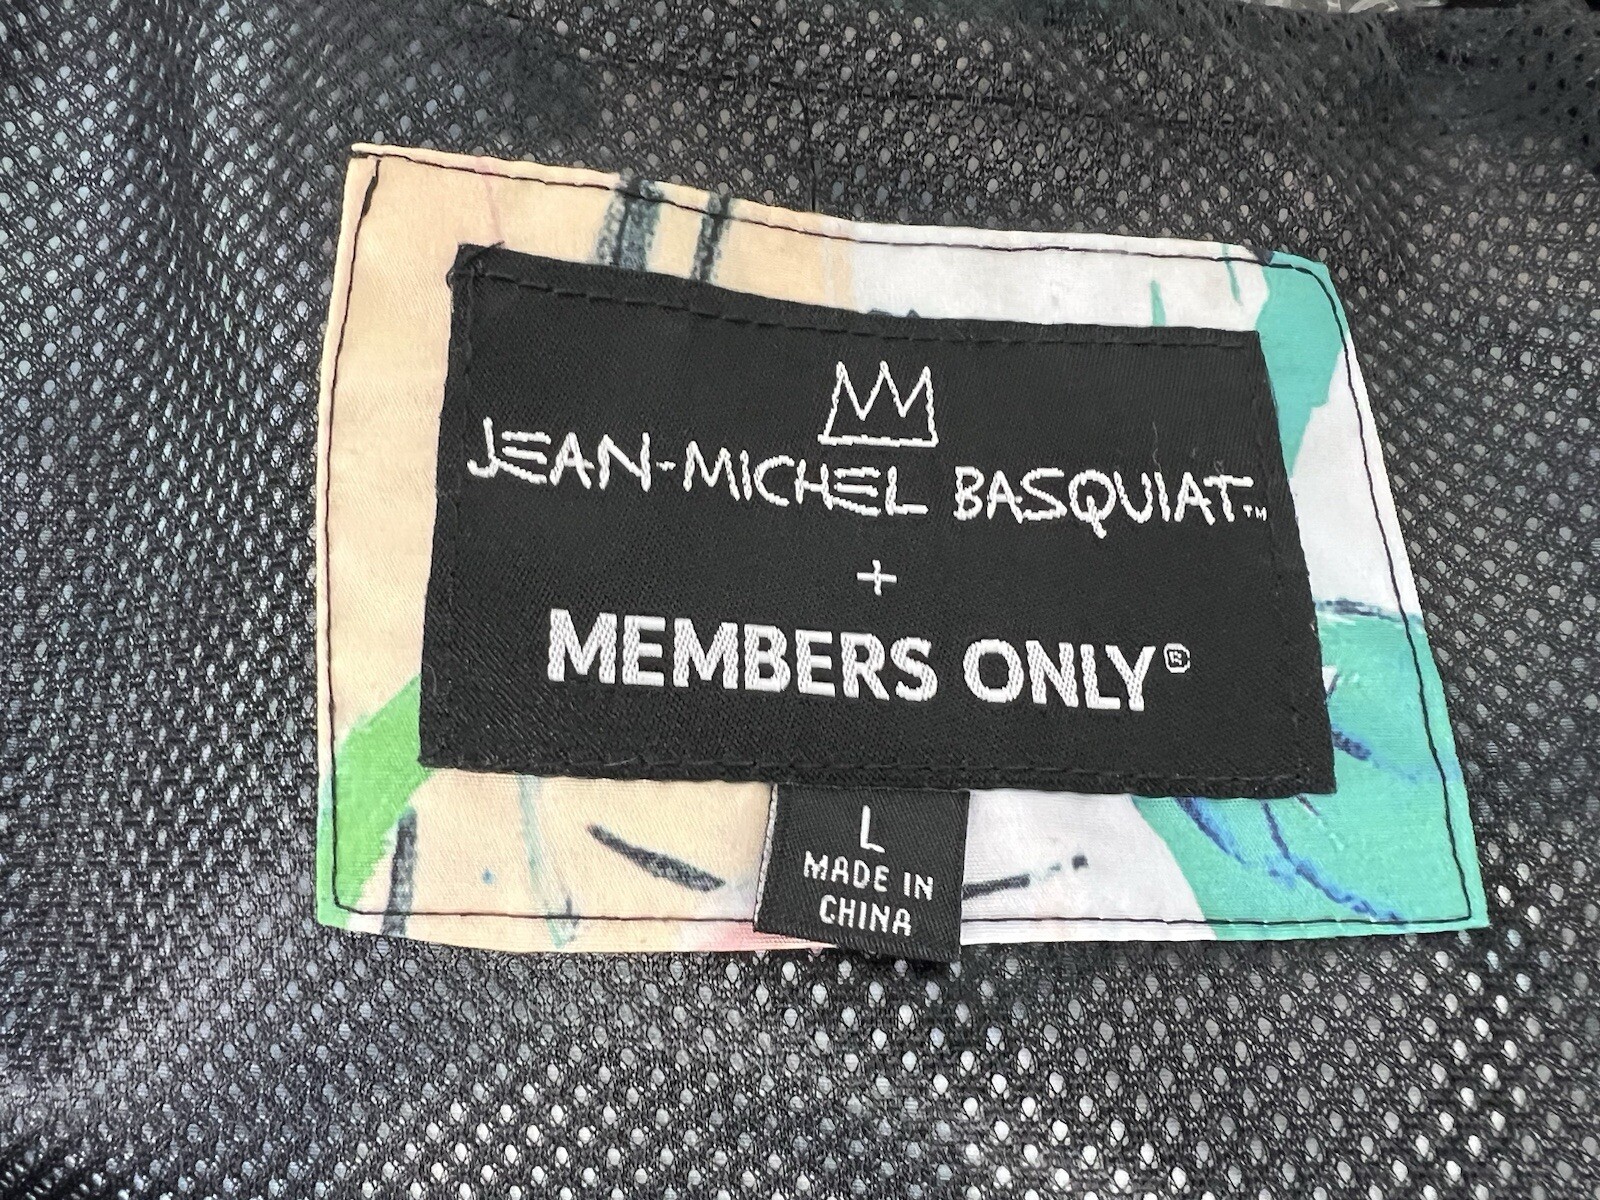 JEAN-MICHEL BASQUIAT™
+
MEMBERS ONLY®
L
MADE IN
CHINA